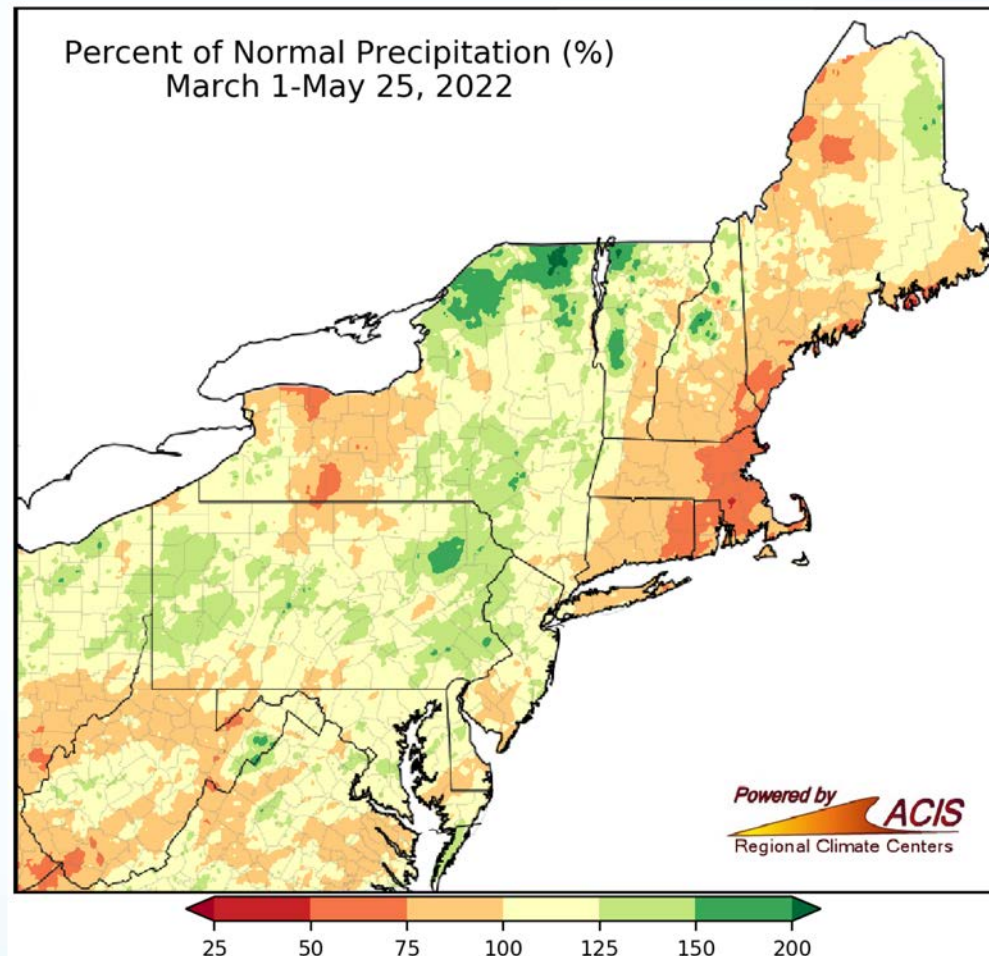 Percent of Normal Precipitation (%)
March 1-May 25, 2022
Powered by
ACIS
Regional Climate Centers
25 50 75 100 125 150 200